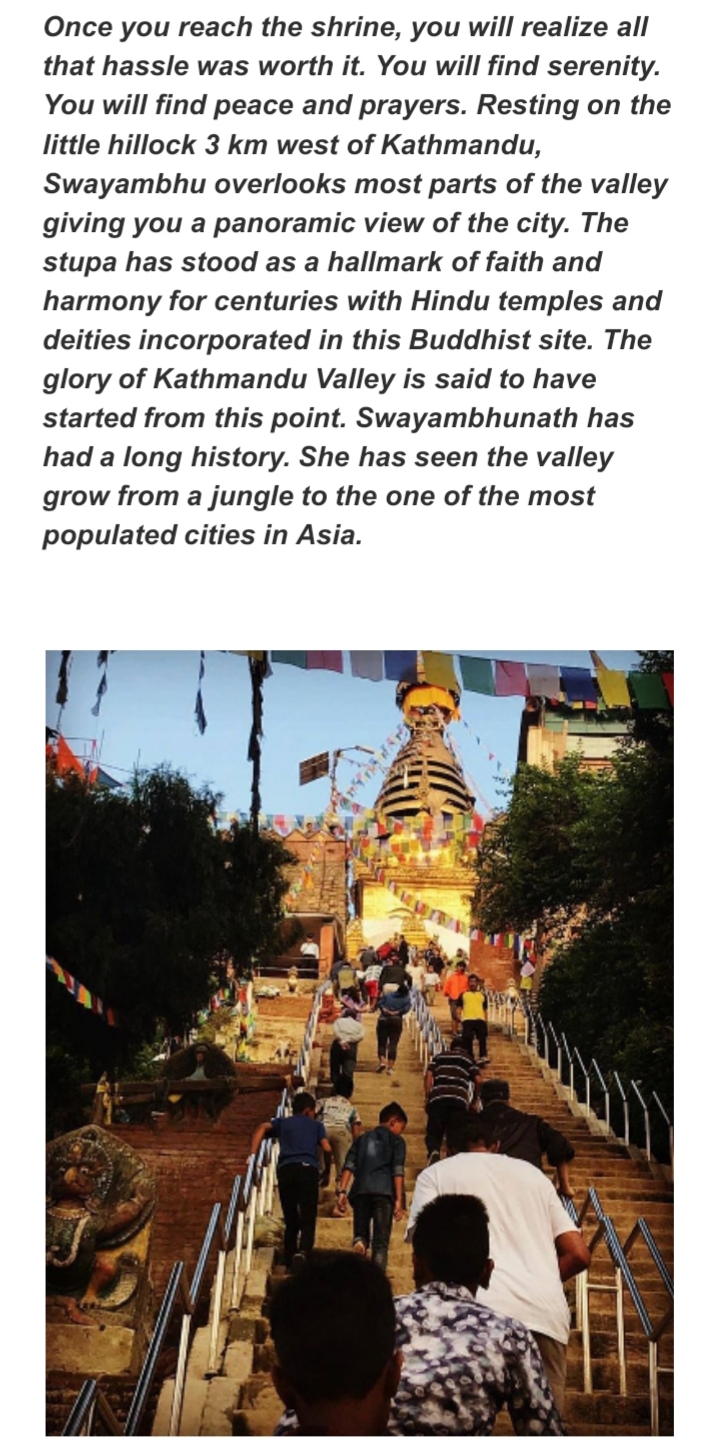 Once you reach the shrine, you will realize all
that hassle was worth it. You will find serenity.
You will find peace and prayers. Resting on the
little hillock 3 km west of Kathmandu,
Swayambhu overlooks most parts of the valley
giving you a panoramic view of the city. The
stupa has stood as a hallmark of faith and
harmony for centuries with Hindu temples and
deities incorporated in this Buddhist site. The
glory of Kathmandu Valley is said to have
started from this point. Swayambhunath has
had a long history. She has seen the valley
grow from a jungle to the one of the most
populated cities in Asia.